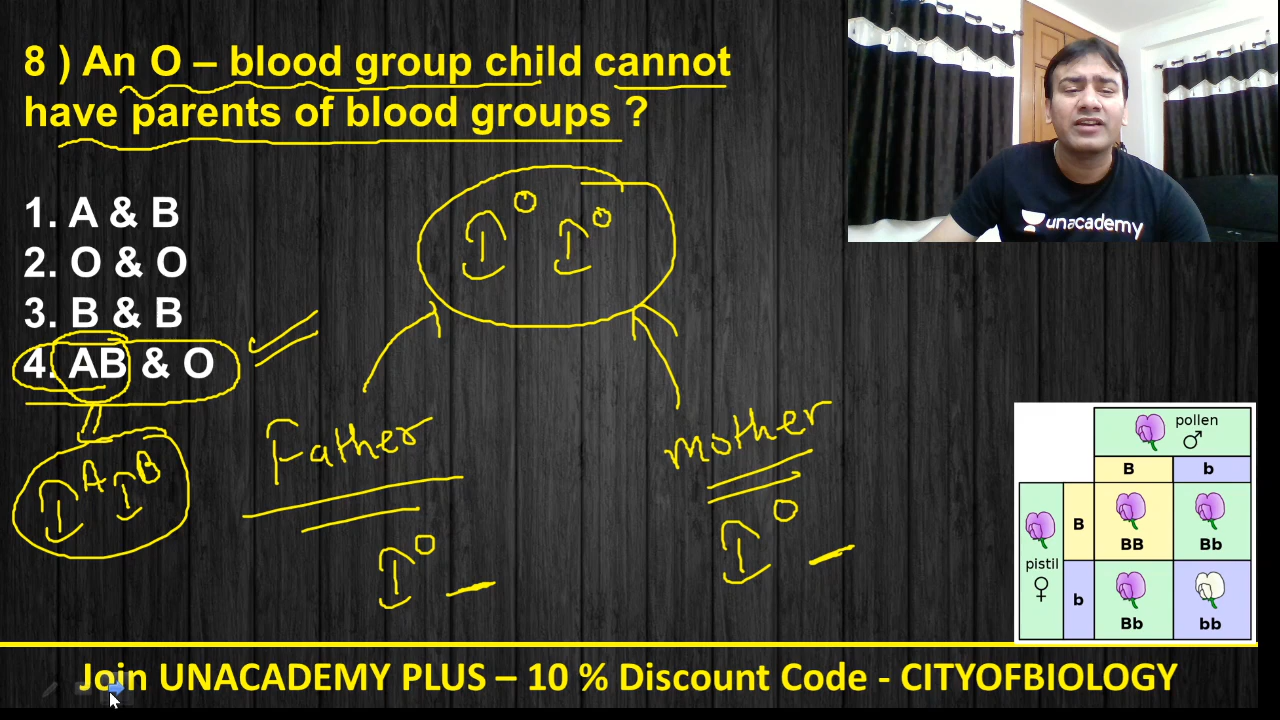 8 ) An O – blood group child cannot
have parents of blood groups ?
unacademy
1. A & B
2. O & O
3. B & B
4. AB & O
I^O I^O
Father
mother
I^A I^B
I^O _
I^O _
pollen
♂
B b
B
BB Bb
pistil
♀
b
Bb bb
Join UNACADEMY PLUS – 10 % Discount Code - CITYOFBIOLOGY